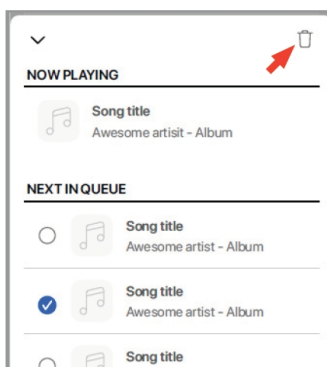 NOW PLAYING
Song title
Awesome artisit - Album
NEXT IN QUEUE
Song title
Awesome artist - Album
Song title
Awesome artist - Album
Song title